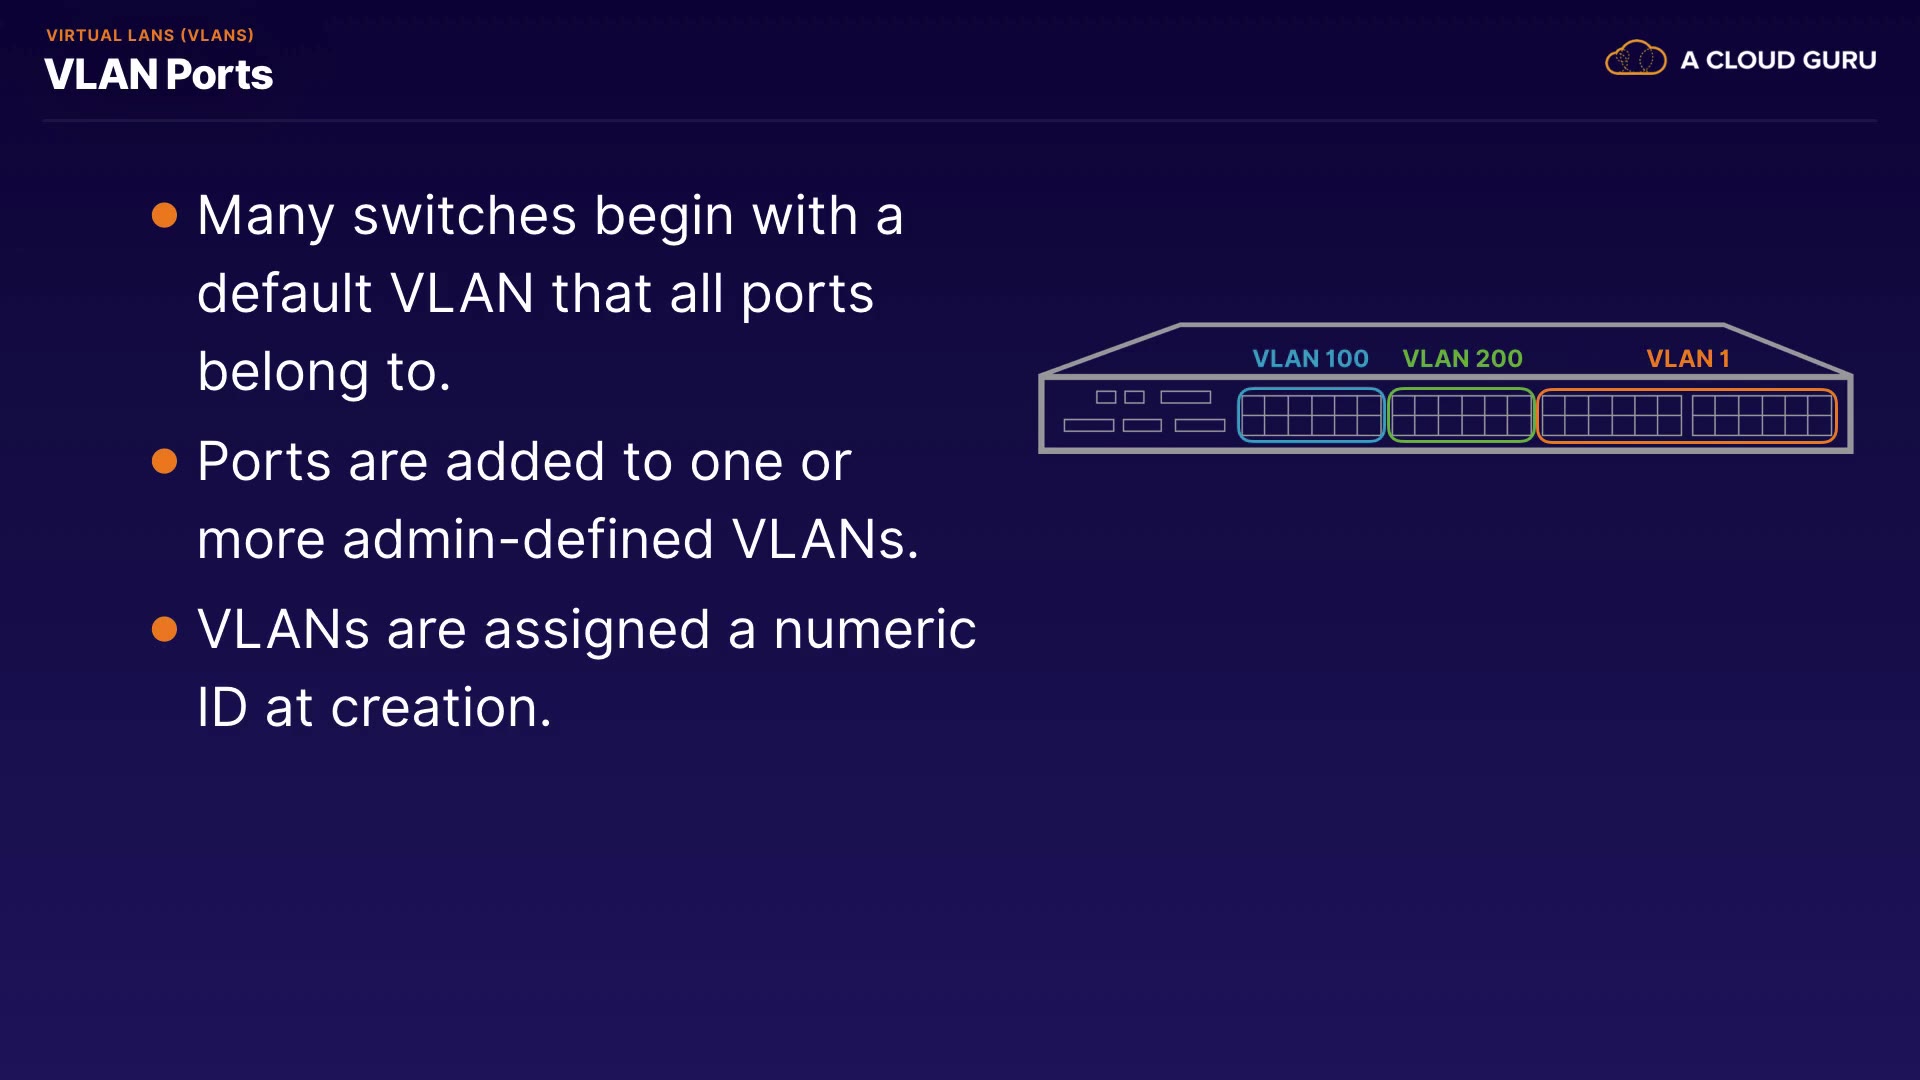 VIRTUAL LANS (VLANS)
VLAN Ports
A CLOUD GURU
Many switches begin with a
default VLAN that all ports
belong to.
Ports are added to one or
more admin-defined VLANs.
VLANs are assigned a numeric
ID at creation.
VLAN 100 VLAN 200 VLAN 1